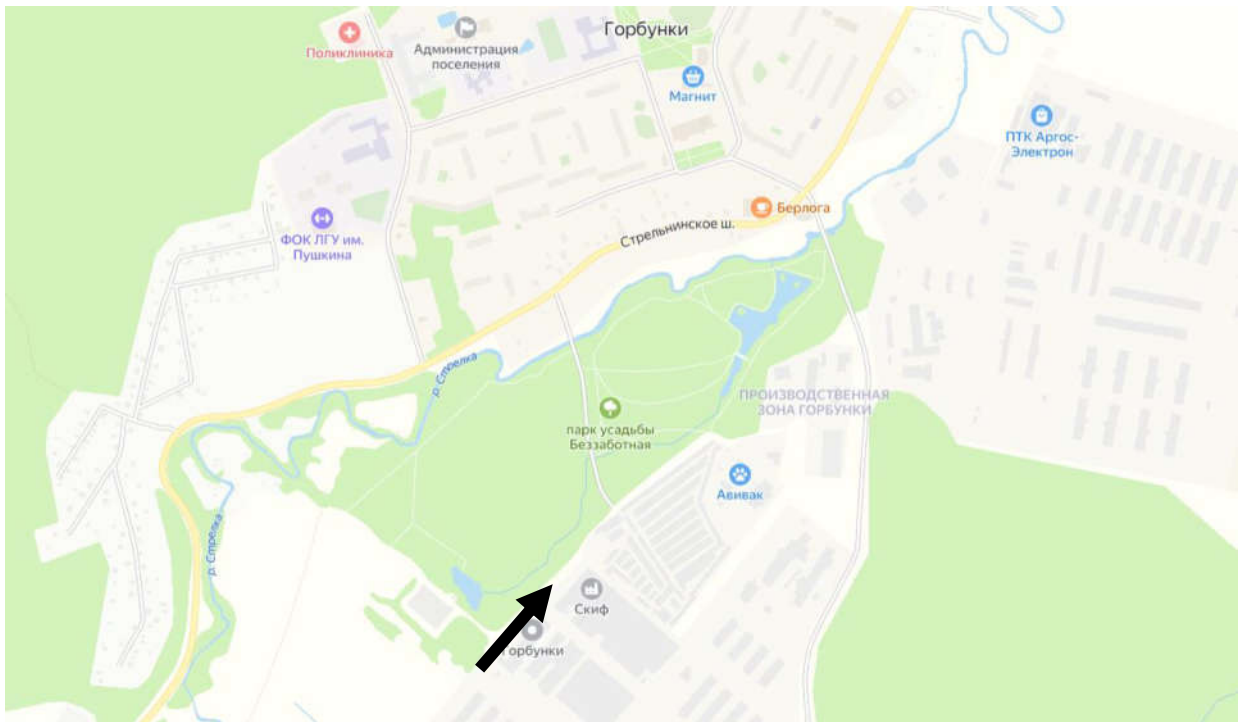 Горбунки
Поликлиника
Администрация
поселения
Магнит
ПТК Аргос-
Электрон
Берлога
ФОК ЛГУ им.
Пушкина
Стрельнинское ш.
р. Стрелка
ПРОИЗВОДСТВЕННАЯ
ЗОНА ГОРБУНКИ
парк усадьбы
Беззаботная
Авивак
р. Стрелка
Скиф
орбунки